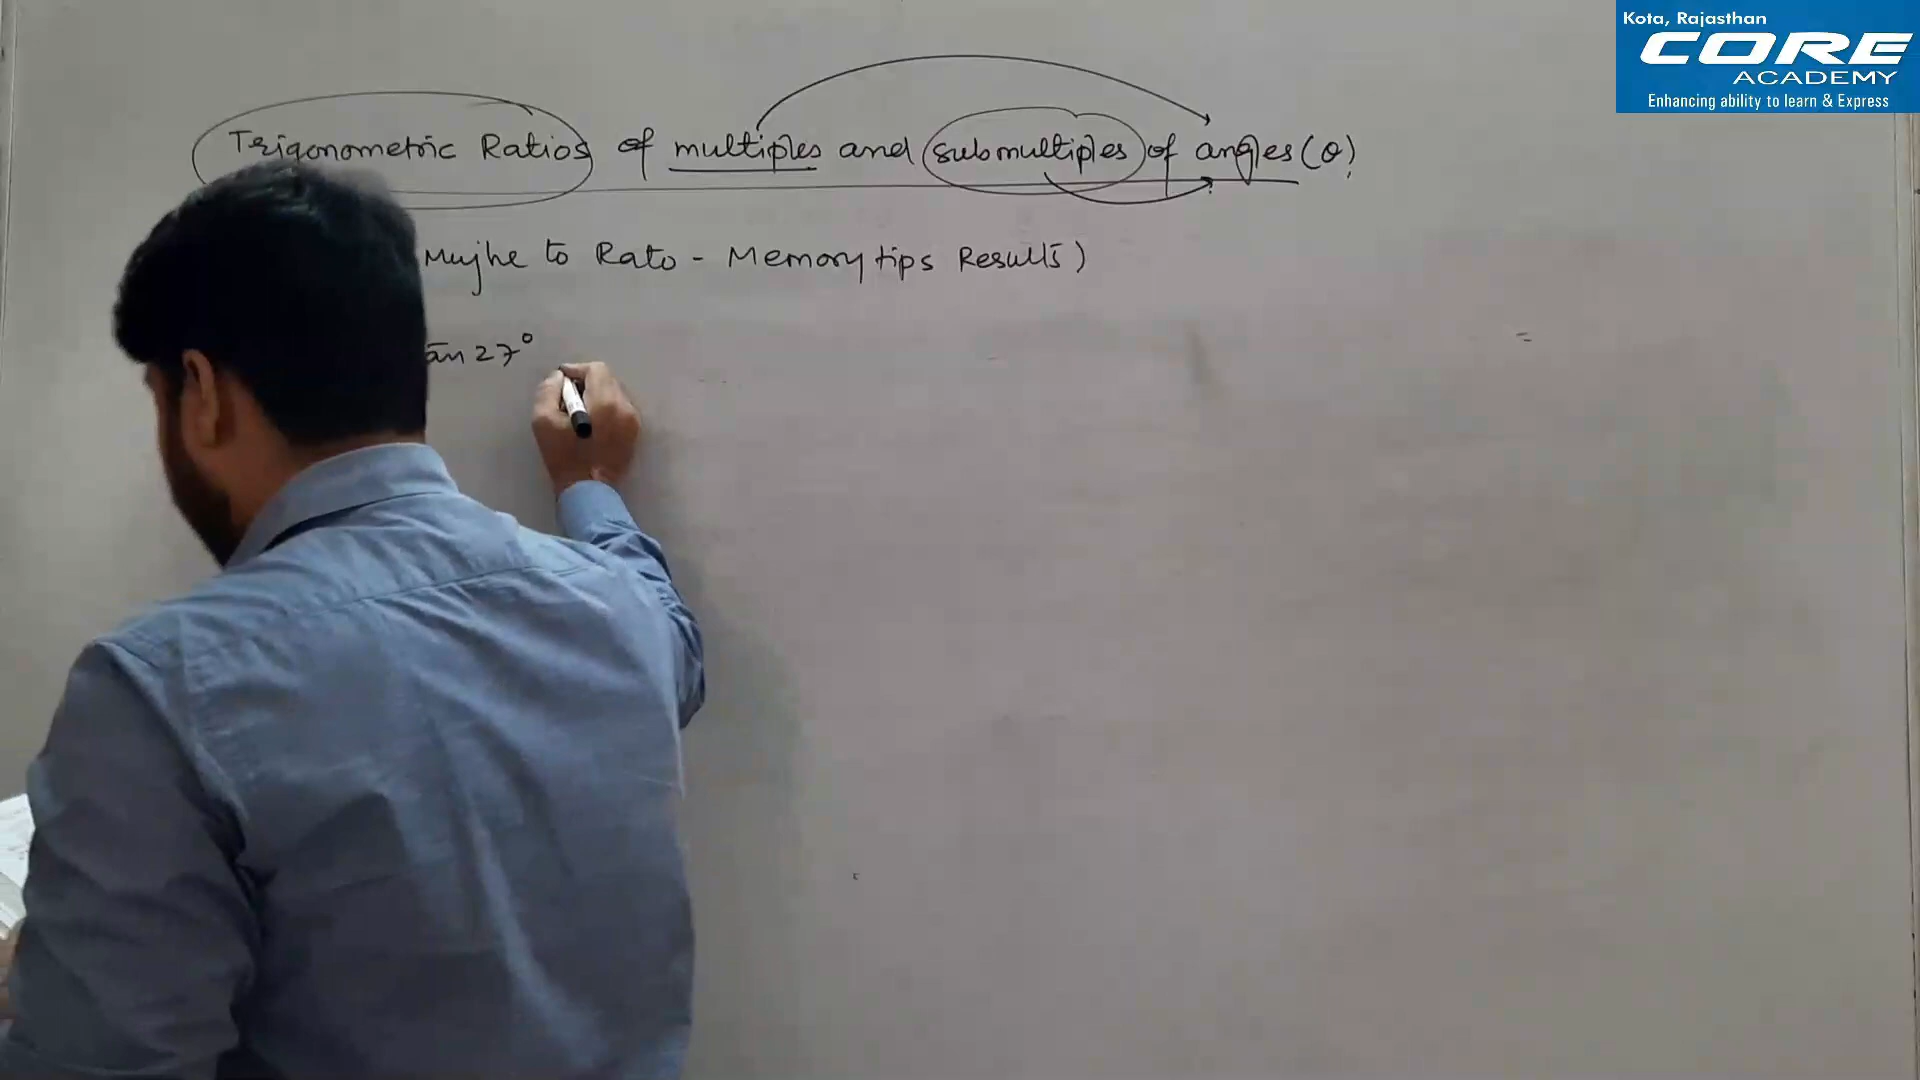 Kota, Rajasthan
CORE
ACADEMY
Enhancing ability to learn & Express
Trigonometric Ratios of multiples and submultiples of angles (θ)
Mujhe to Rato - Memory tips Results)
an 27°
=